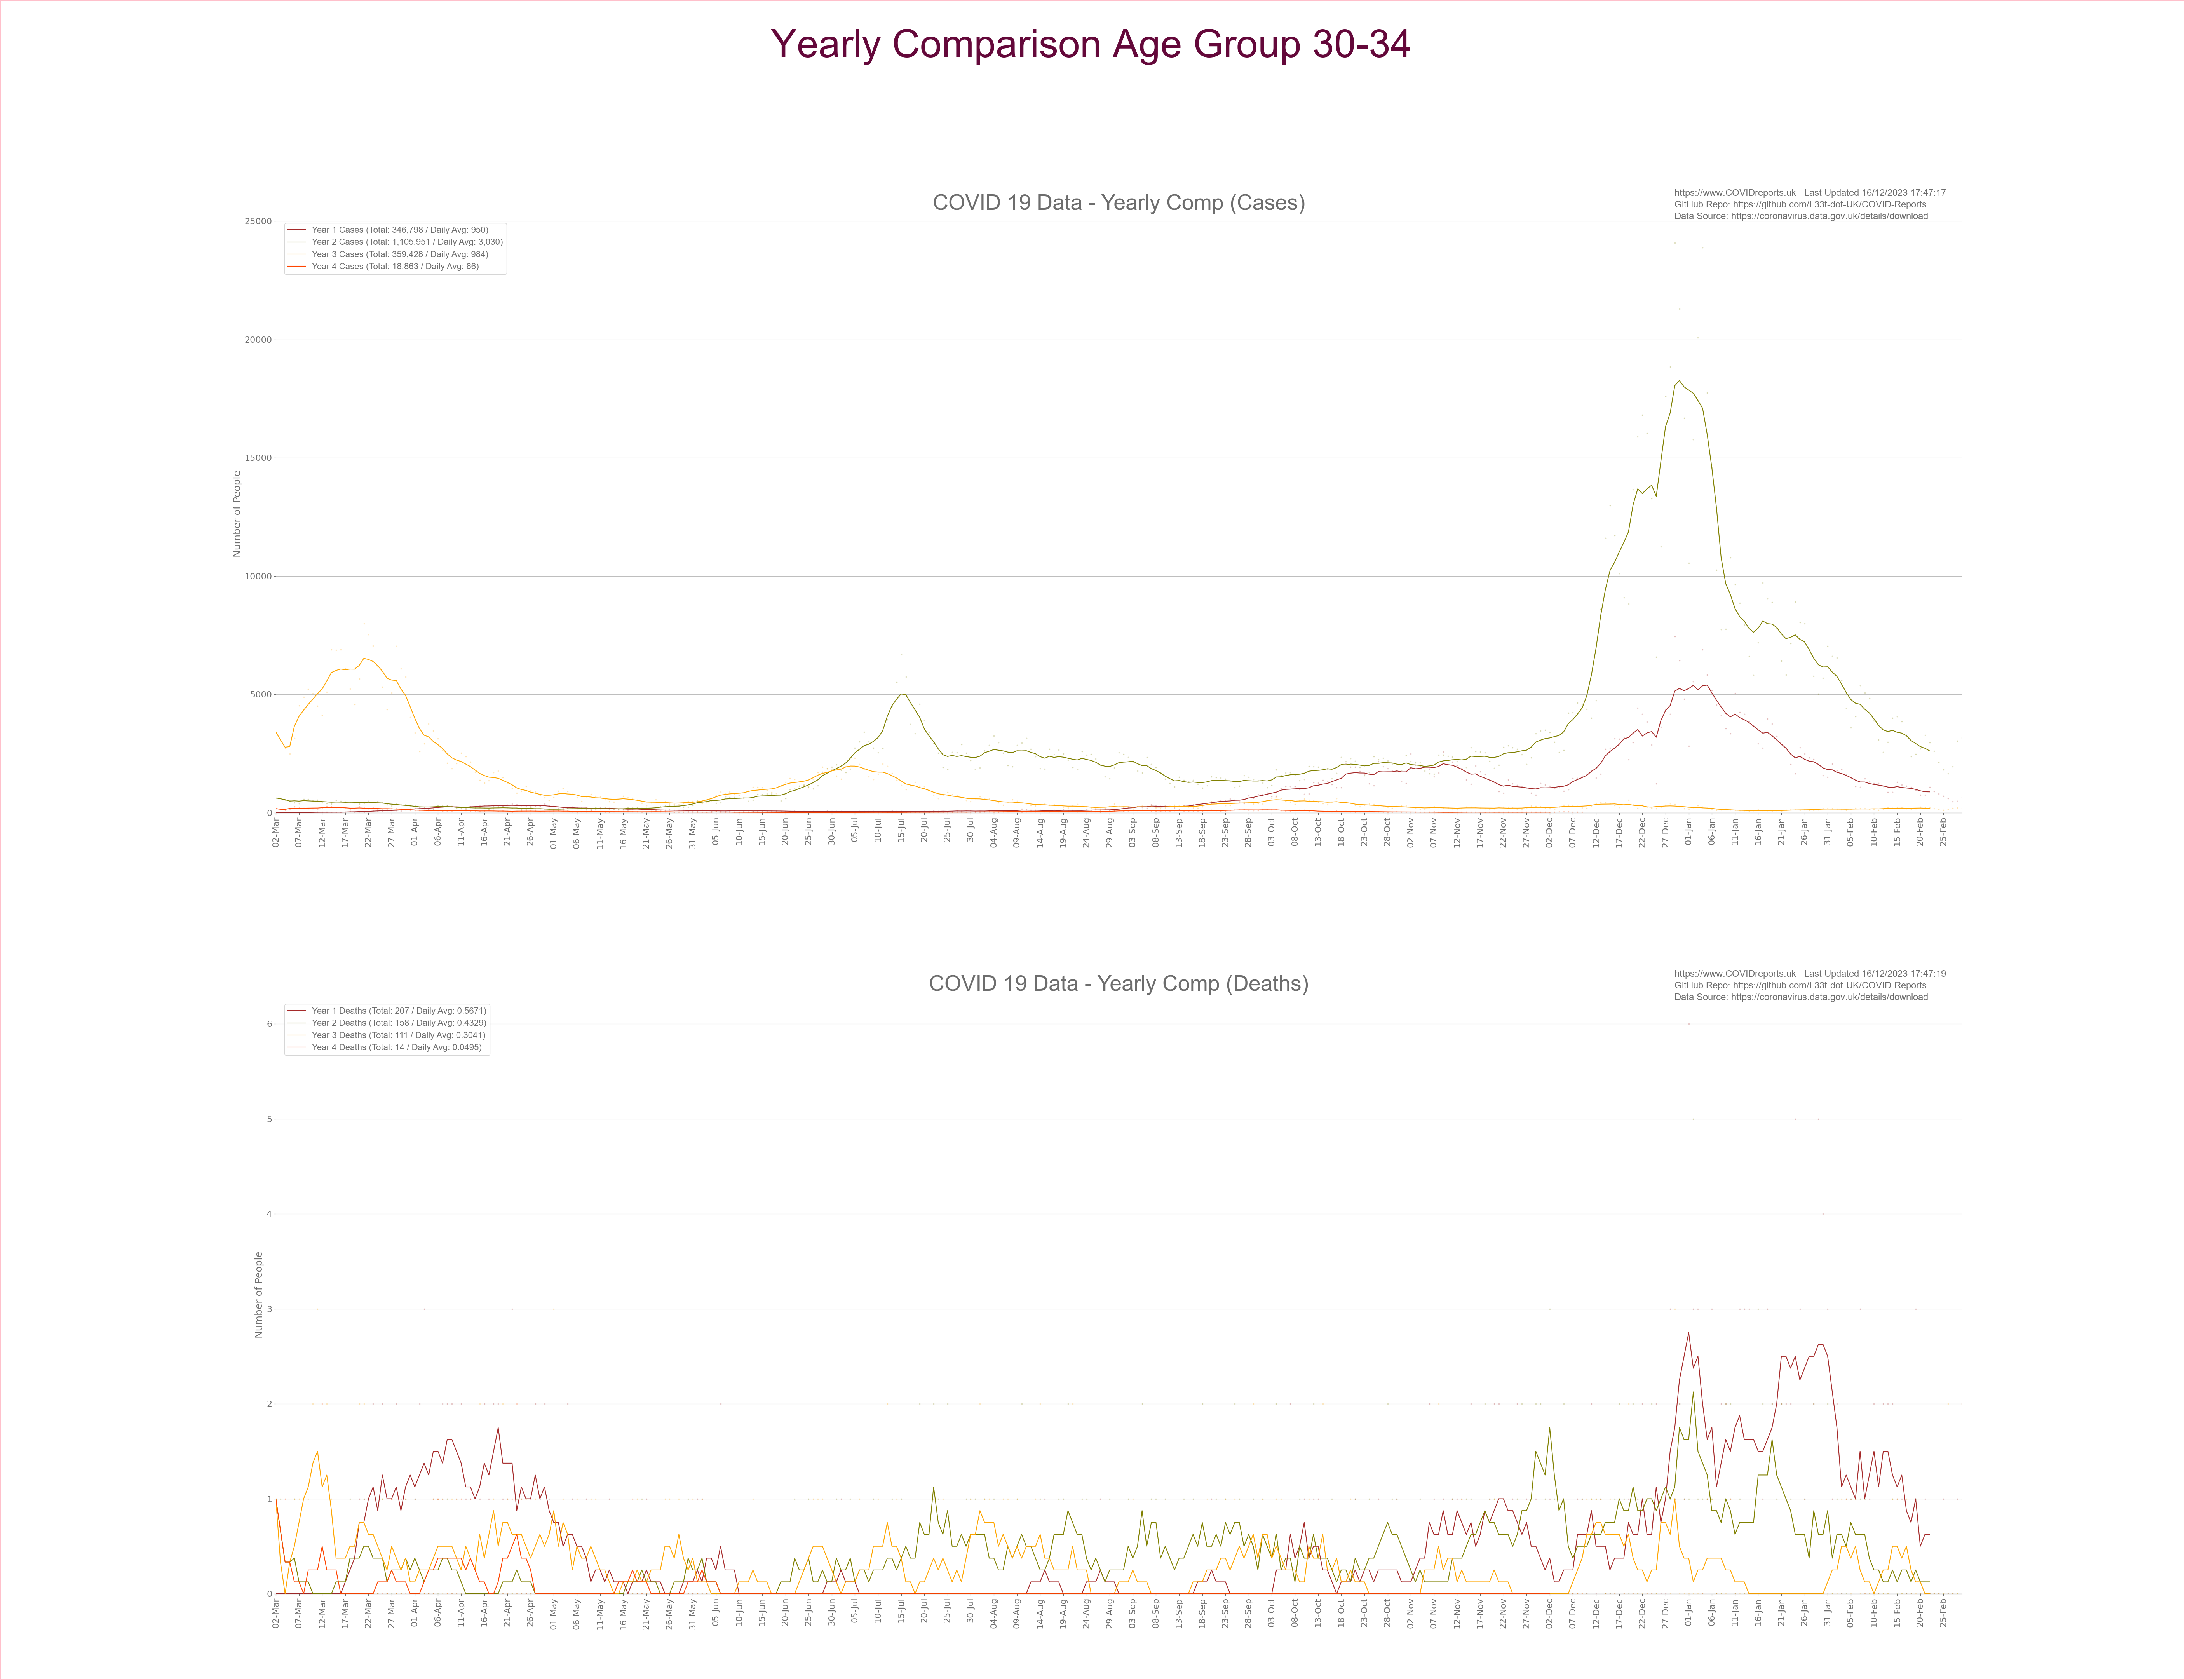 Yearly Comparison Age Group 30-34
COVID 19 Data - Yearly Comp (Cases)
https://www.COVIDreports.uk   Last Updated 16/12/2023 17:47:17
GitHub Repo: https://github.com/L33t-dot-UK/COVID-Reports
Data Source: https://coronavirus.data.gov.uk/details/download
Year 1 Cases (Total: 346,798 / Daily Avg: 950)
Year 2 Cases (Total: 1,105,951 / Daily Avg: 3,030)
Year 3 Cases (Total: 359,428 / Daily Avg: 984)
Year 4 Cases (Total: 18,863 / Daily Avg: 66)
Number of People
25000
20000
15000
10000
5000
0
02-Mar 07-Mar 12-Mar 17-Mar 22-Mar 27-Mar 01-Apr 06-Apr 11-Apr 16-Apr 21-Apr 26-Apr 01-May 06-May 11-May 16-May 21-May 26-May 31-May 05-Jun 10-Jun 15-Jun 20-Jun 25-Jun 30-Jun 05-Jul 10-Jul 15-Jul 20-Jul 25-Jul 30-Jul 04-Aug 09-Aug 14-Aug 19-Aug 24-Aug 29-Aug 03-Sep 08-Sep 13-Sep 18-Sep 23-Sep 28-Sep 03-Oct 08-Oct 13-Oct 18-Oct 23-Oct 28-Oct 02-Nov 07-Nov 12-Nov 17-Nov 22-Nov 27-Nov 02-Dec 07-Dec 12-Dec 17-Dec 22-Dec 27-Dec 01-Jan 06-Jan 11-Jan 16-Jan 21-Jan 26-Jan 31-Jan 05-Feb 10-Feb 15-Feb 20-Feb 25-Feb
COVID 19 Data - Yearly Comp (Deaths)
https://www.COVIDreports.uk   Last Updated 16/12/2023 17:47:19
GitHub Repo: https://github.com/L33t-dot-UK/COVID-Reports
Data Source: https://coronavirus.data.gov.uk/details/download
Year 1 Deaths (Total: 207 / Daily Avg: 0.5671)
Year 2 Deaths (Total: 158 / Daily Avg: 0.4329)
Year 3 Deaths (Total: 111 / Daily Avg: 0.3041)
Year 4 Deaths (Total: 14 / Daily Avg: 0.0495)
Number of People
6
5
4
3
2
1
0
02-Mar 07-Mar 12-Mar 17-Mar 22-Mar 27-Mar 01-Apr 06-Apr 11-Apr 16-Apr 21-Apr 26-Apr 01-May 06-May 11-May 16-May 21-May 26-May 31-May 05-Jun 10-Jun 15-Jun 20-Jun 25-Jun 30-Jun 05-Jul 10-Jul 15-Jul 20-Jul 25-Jul 30-Jul 04-Aug 09-Aug 14-Aug 19-Aug 24-Aug 29-Aug 03-Sep 08-Sep 13-Sep 18-Sep 23-Sep 28-Sep 03-Oct 08-Oct 13-Oct 18-Oct 23-Oct 28-Oct 02-Nov 07-Nov 12-Nov 17-Nov 22-Nov 27-Nov 02-Dec 07-Dec 12-Dec 17-Dec 22-Dec 27-Dec 01-Jan 06-Jan 11-Jan 16-Jan 21-Jan 26-Jan 31-Jan 05-Feb 10-Feb 15-Feb 20-Feb 25-Feb